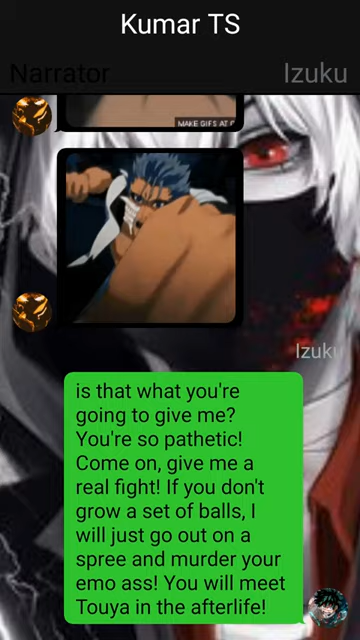 Kumar TS
Narrator
Izuku
MAKE GIFS AT G
Izuku
is that what you're
going to give me?
You're so pathetic!
Come on, give me a
real fight! If you don't
grow a set of balls, I
will just go out on a
spree and murder your
emo ass! You will meet
Touya in the afterlife!